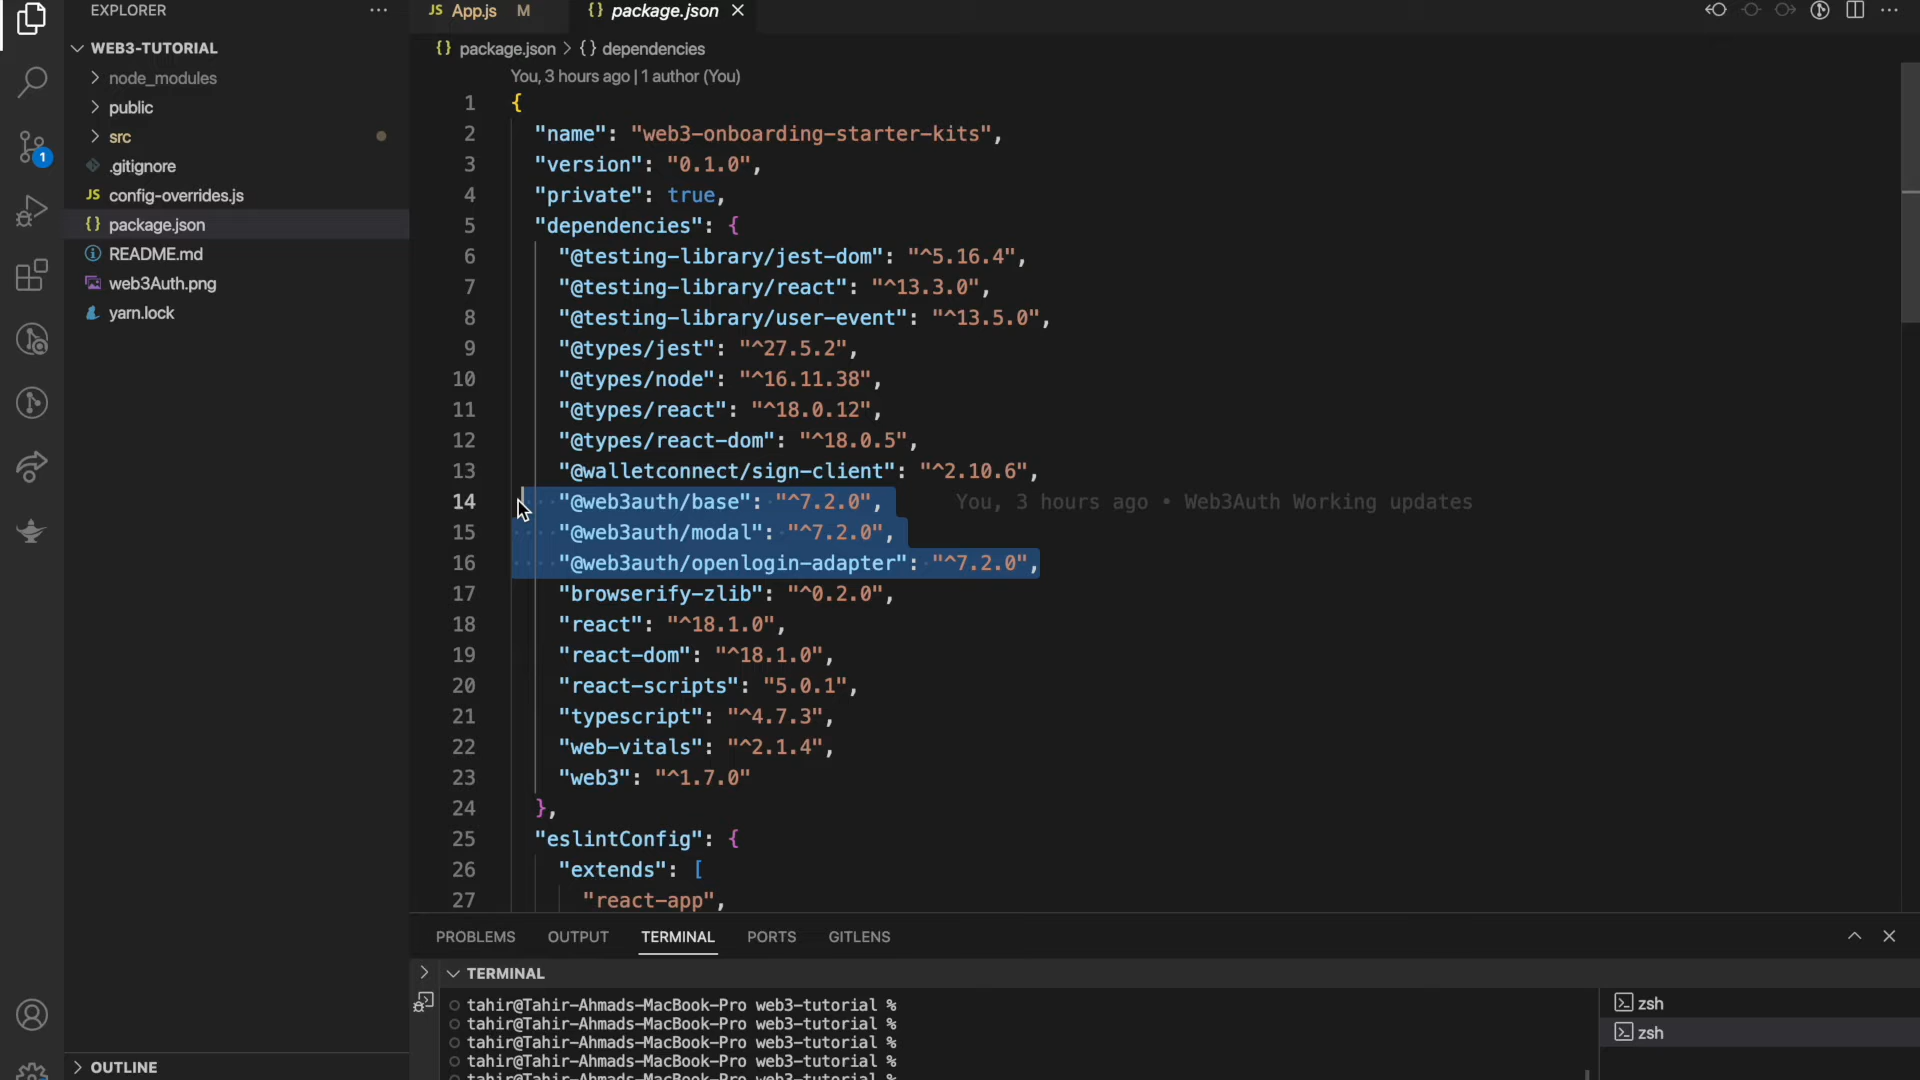 EXPLORER
WEB3-TUTORIAL
node_modules
public
src
.gitignore
JS config-overrides.js
{} package.json
README.md
web3Auth.png
yarn.lock
1
OUTLINE
JS App.js M
{} package.json
{} package.json > {} dependencies
You, 3 hours ago | 1 author (You)
1 {
2 "name": "web3-onboarding-starter-kits",
3 "version": "0.1.0",
4 "private": true,
5 "dependencies": {
6 "@testing-library/jest-dom": "^5.16.4",
7 "@testing-library/react": "^13.3.0",
8 "@testing-library/user-event": "^13.5.0",
9 "@types/jest": "^27.5.2",
10 "@types/node": "^16.11.38",
11 "@types/react": "^18.0.12",
12 "@types/react-dom": "^18.0.5",
13 "@walletconnect/sign-client": "^2.10.6",
14 "@web3auth/base": "^7.2.0", You, 3 hours ago • Web3Auth Working updates
15 "@web3auth/modal": "^7.2.0",
16 "@web3auth/openlogin-adapter": "^7.2.0",
17 "browserify-zlib": "^0.2.0",
18 "react": "^18.1.0",
19 "react-dom": "^18.1.0",
20 "react-scripts": "5.0.1",
21 "typescript": "^4.7.3",
22 "web-vitals": "^2.1.4",
23 "web3": "^1.7.0"
24 },
25 "eslintConfig": {
26 "extends": [
27 "react-app",
PROBLEMS OUTPUT TERMINAL PORTS GITLENS
TERMINAL
tahir@Tahir-Ahmads-MacBook-Pro web3-tutorial %
tahir@Tahir-Ahmads-MacBook-Pro web3-tutorial %
tahir@Tahir-Ahmads-MacBook-Pro web3-tutorial %
tahir@Tahir-Ahmads-MacBook-Pro web3-tutorial %
tahir@Tahir-Ahmads-MacBook-Pro web3-tutorial %
zsh
zsh